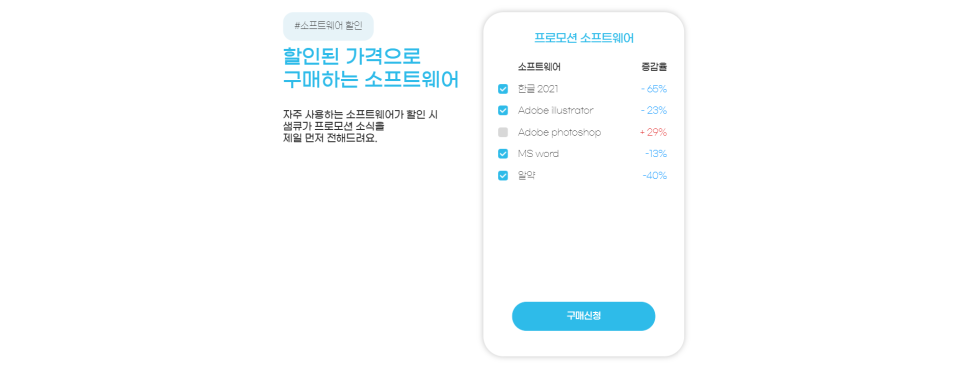 #소프트웨어 할인
할인된 가격으로
구매하는 소프트웨어
자주 사용하는 소프트웨어가 할인 시
샘큐가 프로모션 소식을
제일 먼저 전해드려요.
프로모션 소프트웨어
소프트웨어 증감률
한글 2021 - 65%
Adobe illustrator - 23%
Adobe photoshop + 29%
MS word -13%
알약 -40%
구매신청